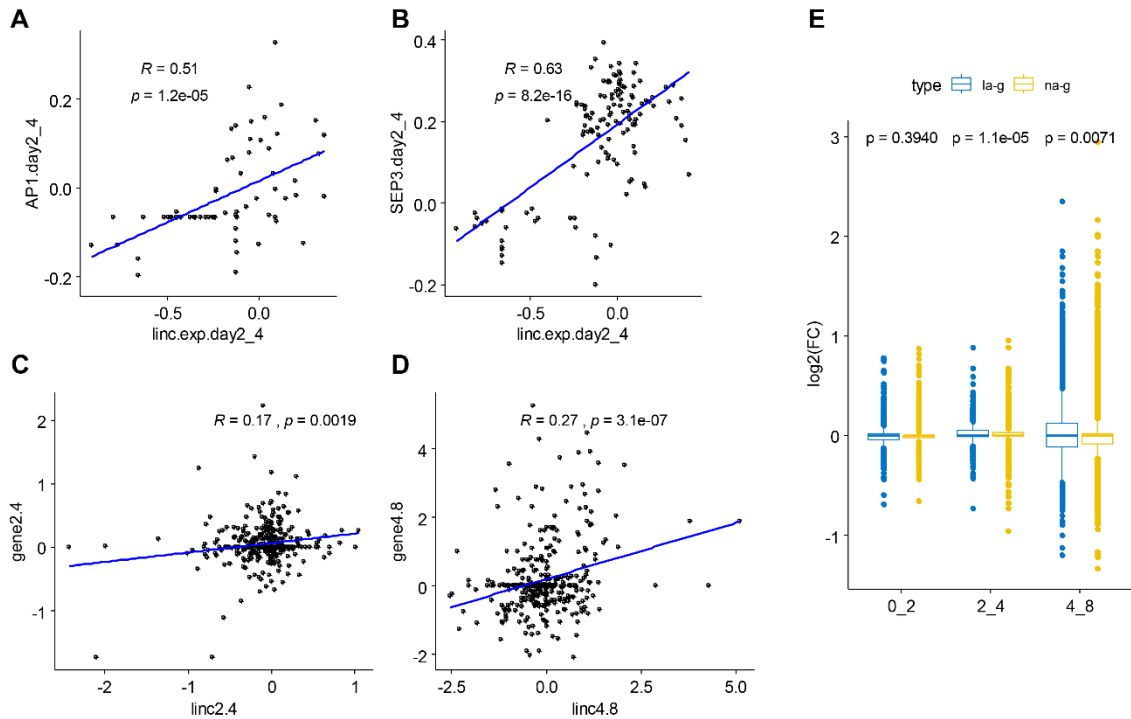 A
R = 0.51
p = 1.2e-05
0.2
0.0
-0.2
AP1.day2_4
-0.5
0.0
linc.exp.day2_4
B
R = 0.63
p = 8.2e-16
0.4
0.2
0.0
-0.2
SEP3.day2_4
-0.5
0.0
linc.exp.day2_4
C
R = 0.17 , p = 0.0019
2
1
0
-1
gene2.4
-2
-1
0
1
linc2.4
D
R = 0.27 , p = 3.1e-07
4
2
0
-2
gene4.8
-2.5
0.0
2.5
5.0
linc4.8
E
type la-g na-g
p = 0.3940 p = 1.1e-05 p = 0.0071
3
2
1
0
-1
log2(FC)
0_2
2_4
4_8